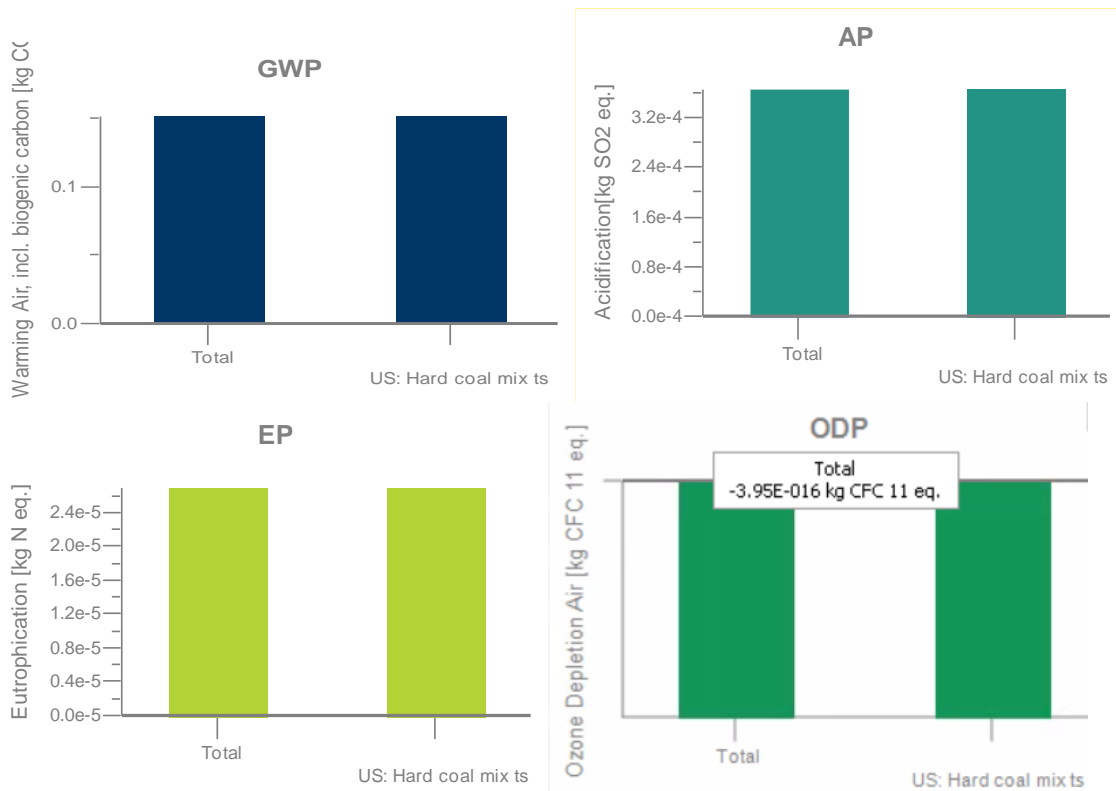 GWP
Warming Air, incl. biogenic carbon [kg C
0.1
0.0
Total
US: Hard coal mix ts
AP
Acidification[kg SO2 eq.]
3.2e-4
2.4e-4
1.6e-4
0.8e-4
0.0e-4
Total
US: Hard coal mix ts
EP
Eutrophication [kg N eq.]
2.4e-5
2.0e-5
1.6e-5
1.2e-5
0.8e-5
0.4e-5
0.0e-5
Total
US: Hard coal mix ts
ODP
Ozone Depletion Air [kg CFC 11 eq.]
Total
-3.95E-016 kg CFC 11 eq.
Total
US: Hard coal mix ts